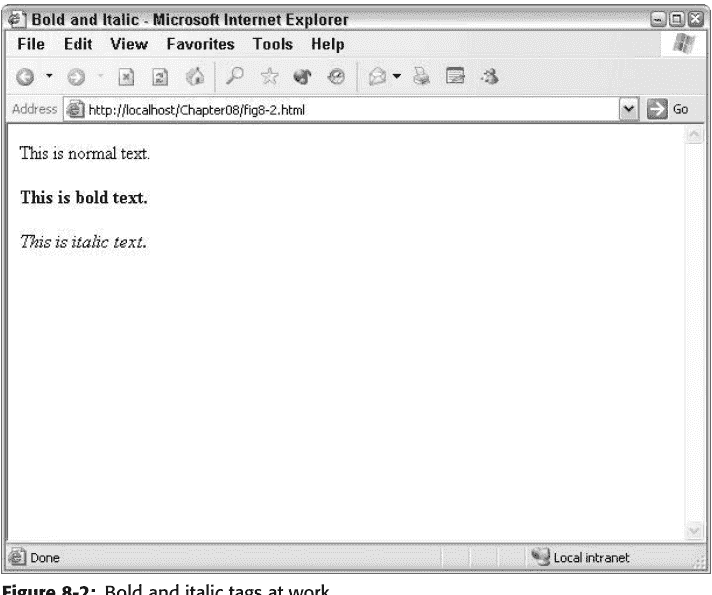 Bold and Italic - Microsoft Internet Explorer
File Edit View Favorites Tools Help
Address http://localhost/Chapter08/fig8-2.html Go
This is normal text.
This is bold text.
This is italic text.
Done Local intranet
Figure 8-2: Bold and italic tags at work